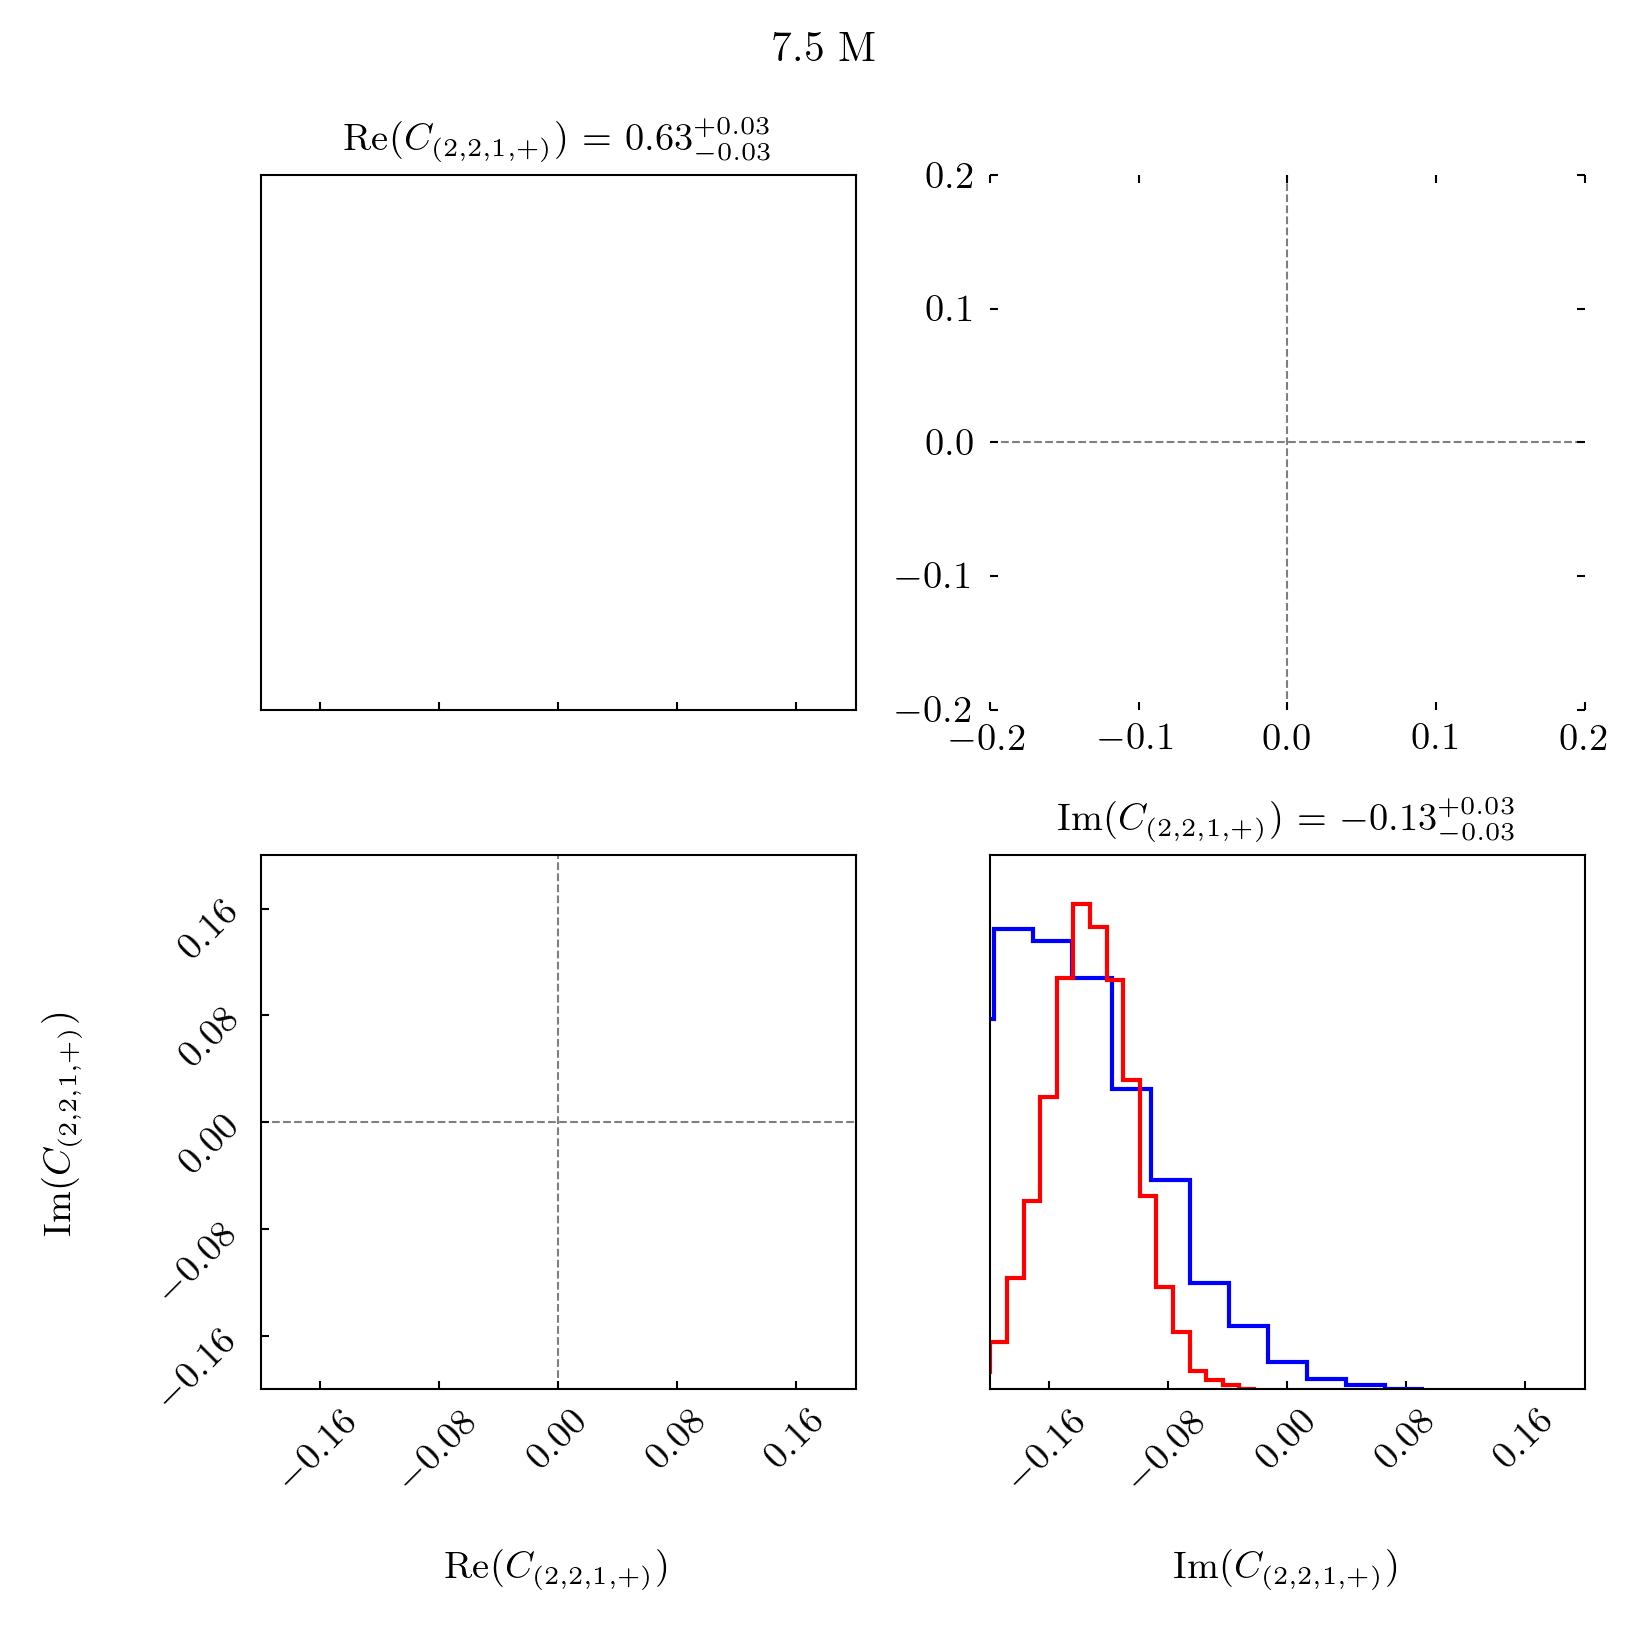 7.5 M
Re(C(2,2,1,+)) = 0.63+0.03 −0.03
0.2
0.1
0.0
−0.1
−0.2
−0.2 −0.1 0.0 0.1 0.2
Im(C(2,2,1,+)) = −0.13+0.03 −0.03
Im(C(2,2,1,+))
0.16
0.08
0.00
−0.08
−0.16
−0.16 −0.08 0.00 0.08 0.16
−0.16 −0.08 0.00 0.08 0.16
Re(C(2,2,1,+))
Im(C(2,2,1,+))